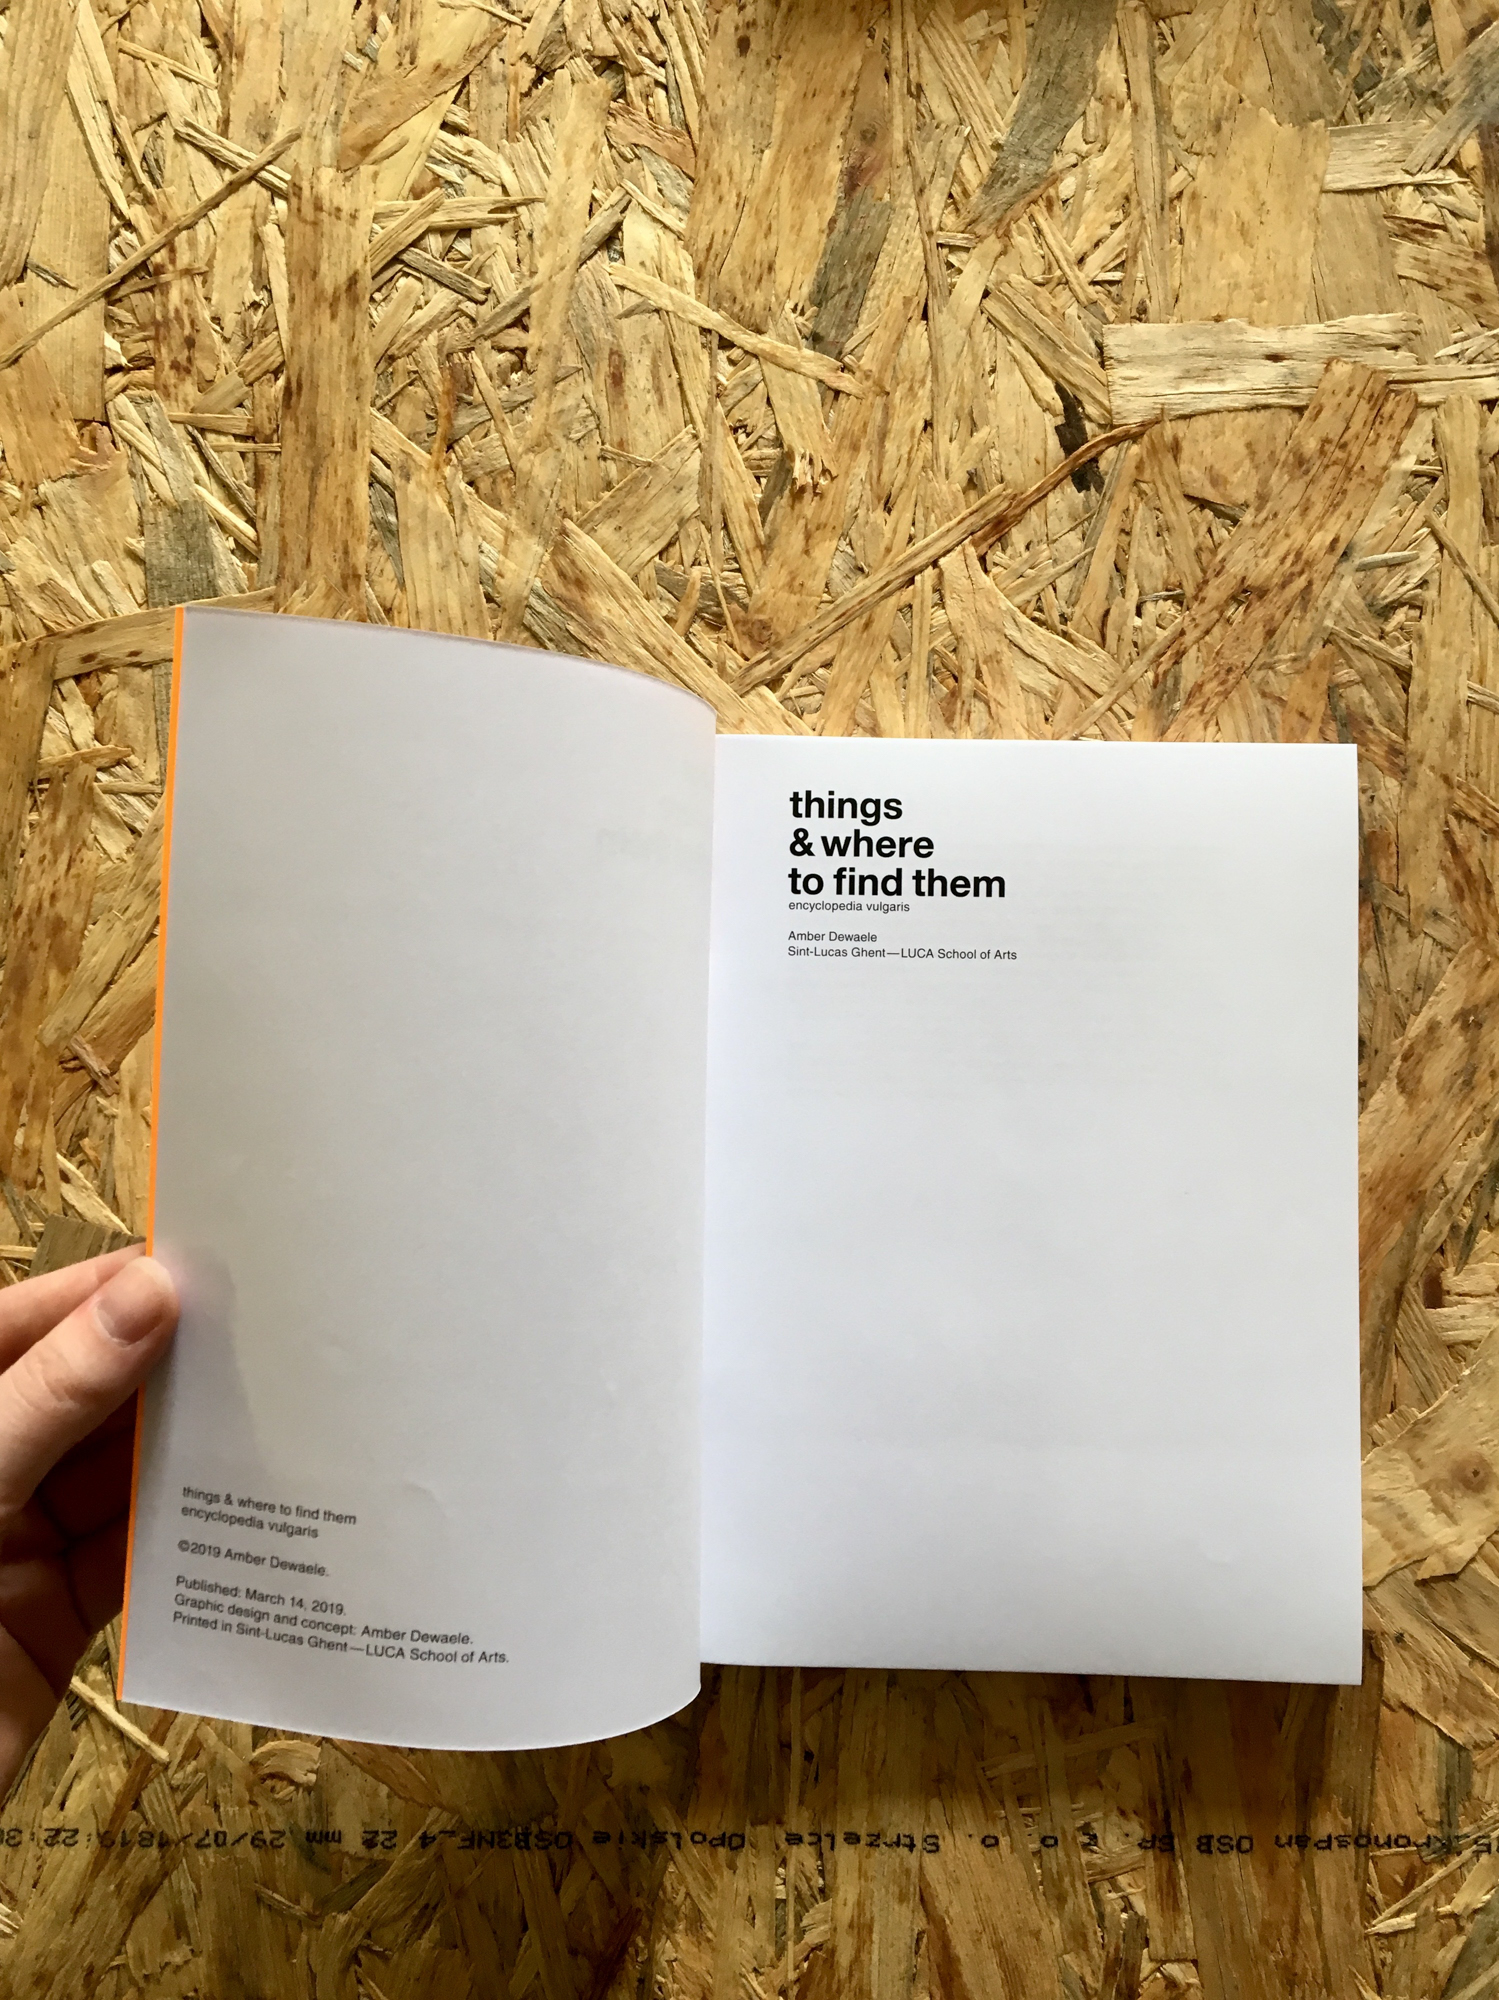 things
& where
to find them
encyclopedia vulgaris
Amber Dewaele
Sint-Lucas Ghent—LUCA School of Arts
things & where to find them
encyclopedia vulgaris
©2019 Amber Dewaele.
Published: March 14, 2019.
Graphic design and concept: Amber Dewaele.
Printed in Sint-Lucas Ghent—LUCA School of Arts.
Kronospan OSB SP. z o. o. Strzelce Opolskie OSB3NF_4 22 mm 29/07/18